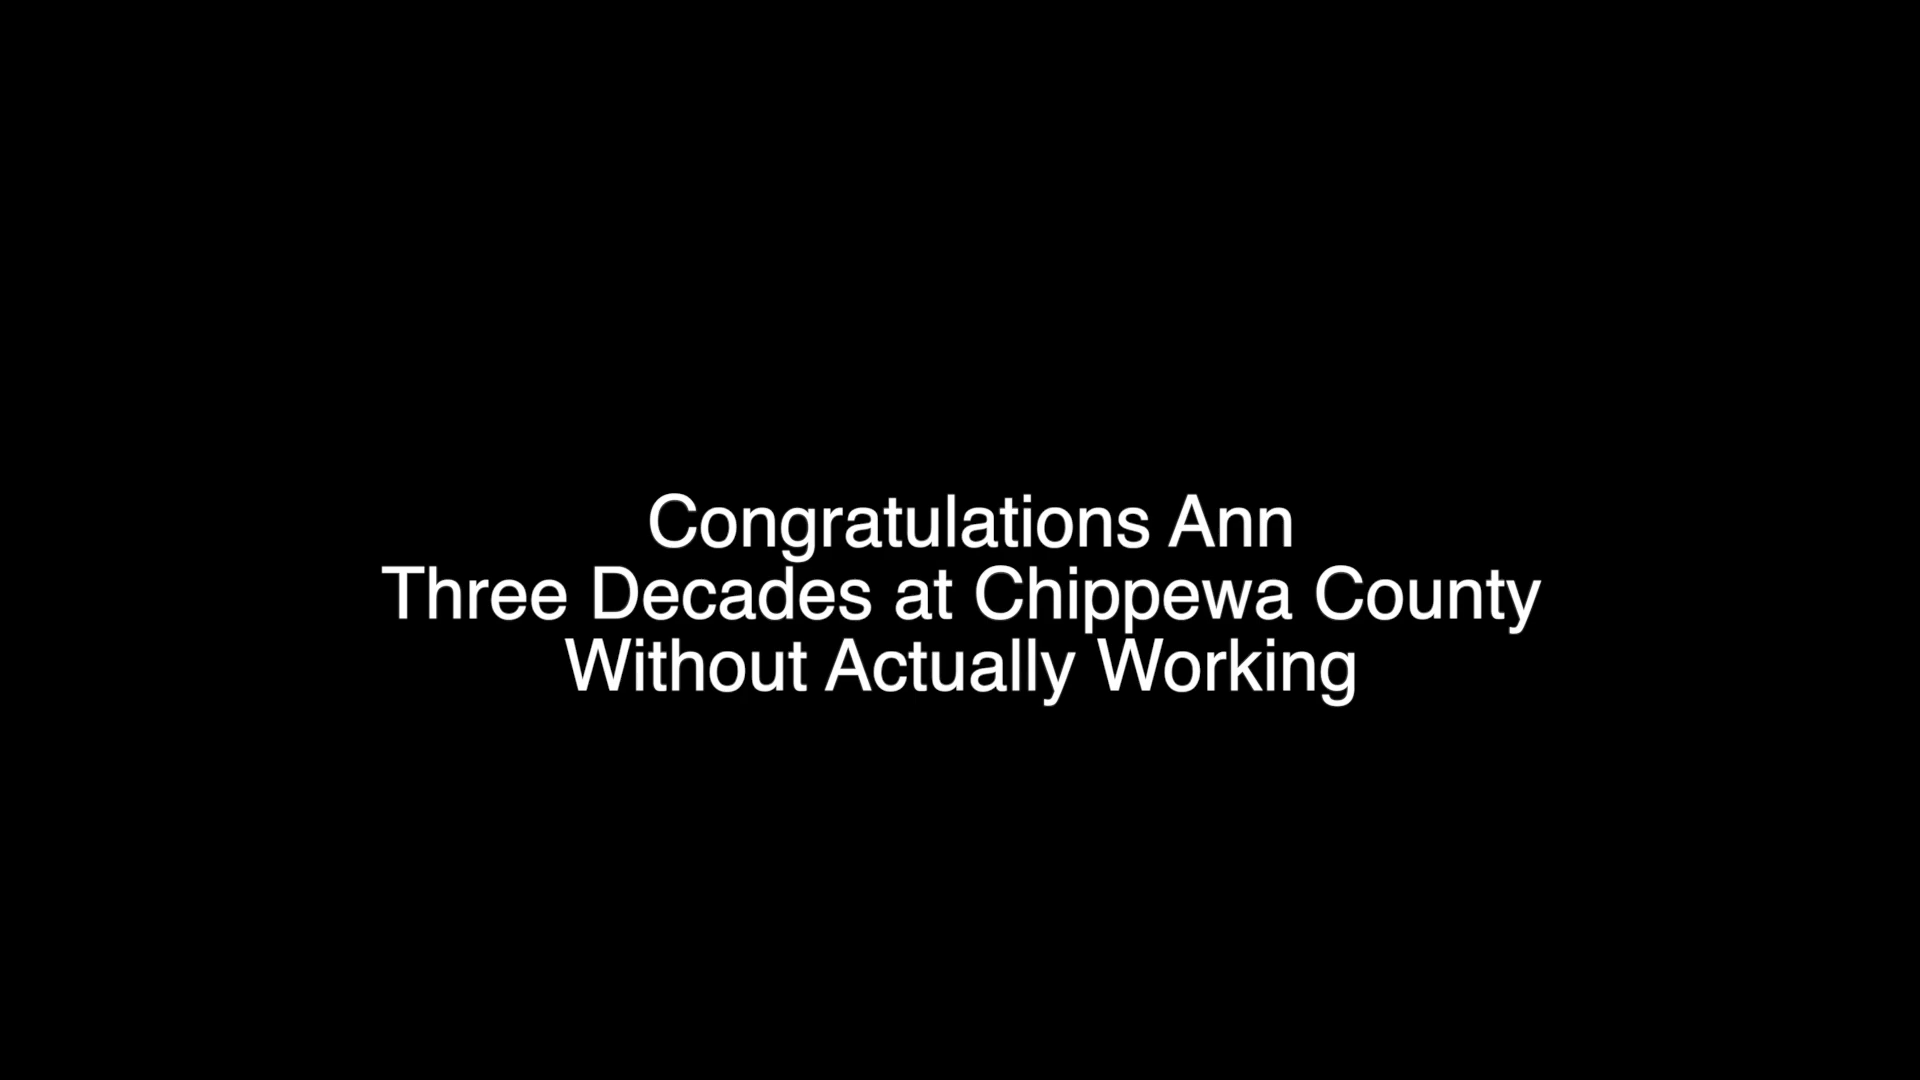 Congratulations Ann
Three Decades at Chippewa County
Without Actually Working